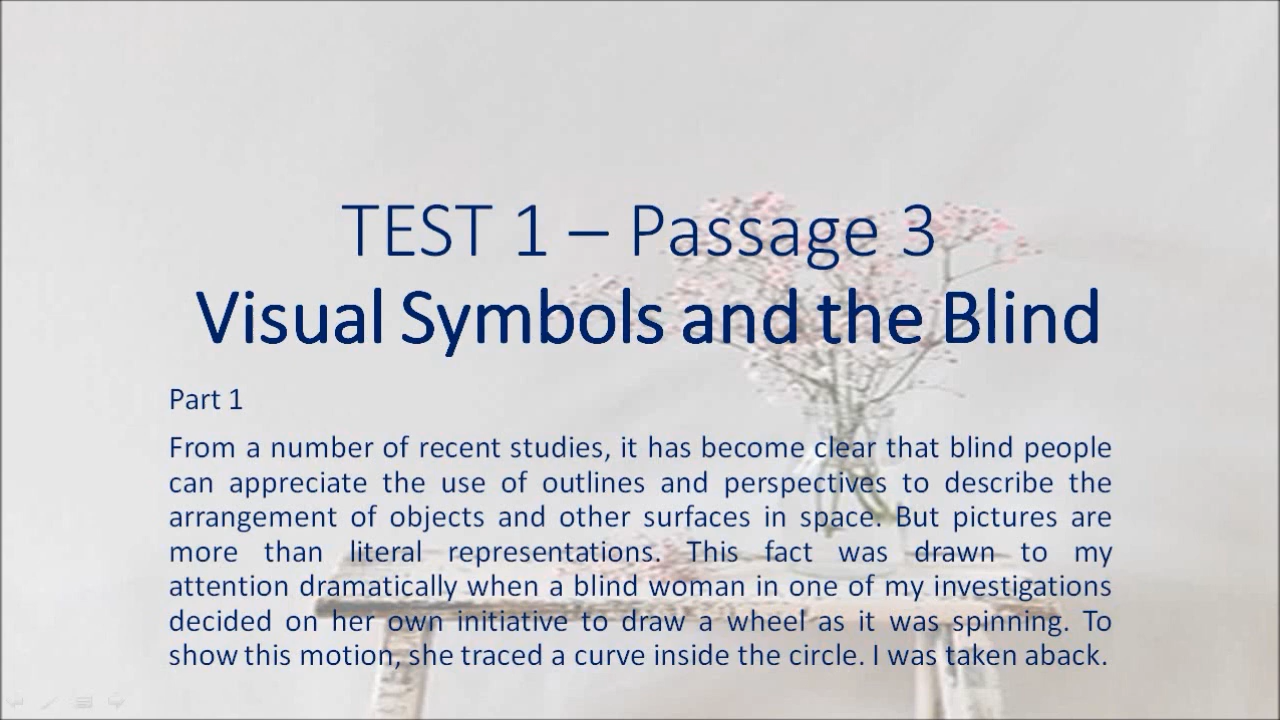 TEST 1 – Passage 3
Visual Symbols and the Blind
Part 1
From a number of recent studies, it has become clear that blind people
can appreciate the use of outlines and perspectives to describe the
arrangement of objects and other surfaces in space. But pictures are
more than literal representations. This fact was drawn to my
attention dramatically when a blind woman in one of my investigations
decided on her own initiative to draw a wheel as it was spinning. To
show this motion, she traced a curve inside the circle. I was taken aback.